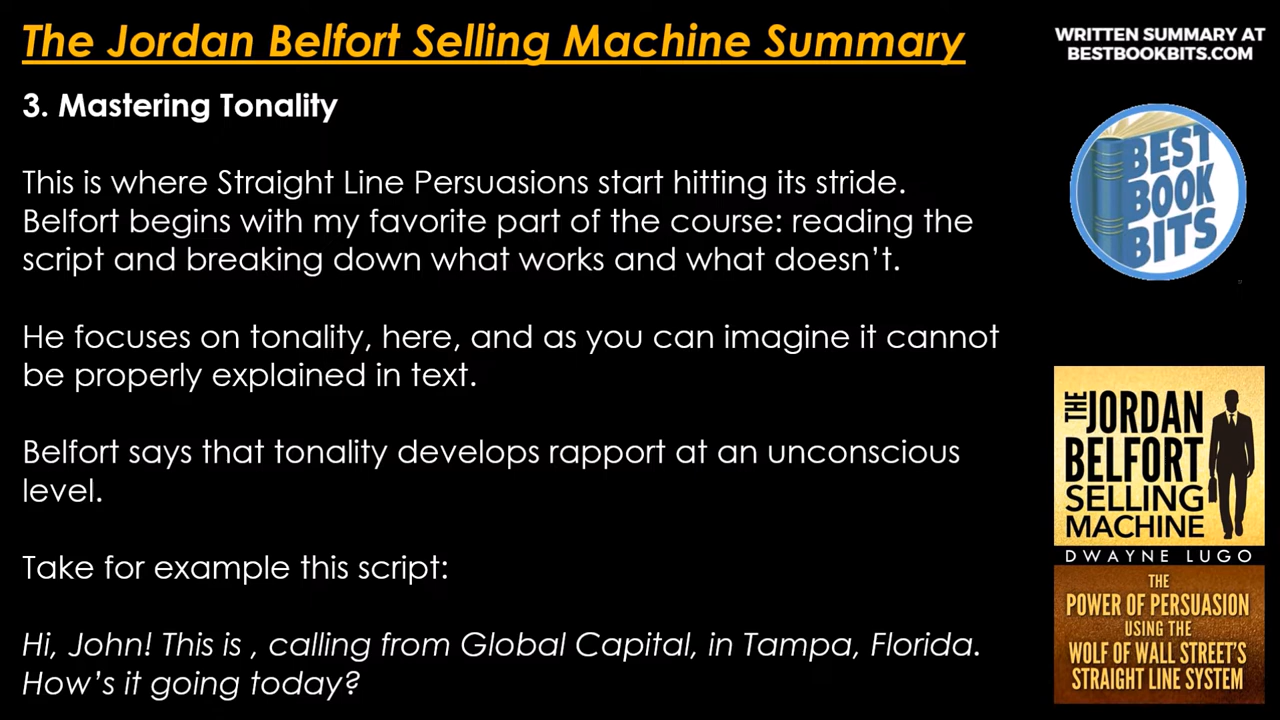 The Jordan Belfort Selling Machine Summary
WRITTEN SUMMARY AT
BESTBOOKBITS.COM
3. Mastering Tonality
This is where Straight Line Persuasions start hitting its stride.
Belfort begins with my favorite part of the course: reading the
script and breaking down what works and what doesn't.
He focuses on tonality, here, and as you can imagine it cannot
be properly explained in text.
Belfort says that tonality develops rapport at an unconscious
level.
Take for example this script:
Hi, John! This is , calling from Global Capital, in Tampa, Florida.
How's it going today?
BEST
BOOK
BITS
THE
JORDAN
BELFORT
SELLING
MACHINE
DWAYNE LUGO
THE
POWER OF PERSUASION
USING THE
WOLF OF WALL STREET'S
STRAIGHT LINE SYSTEM